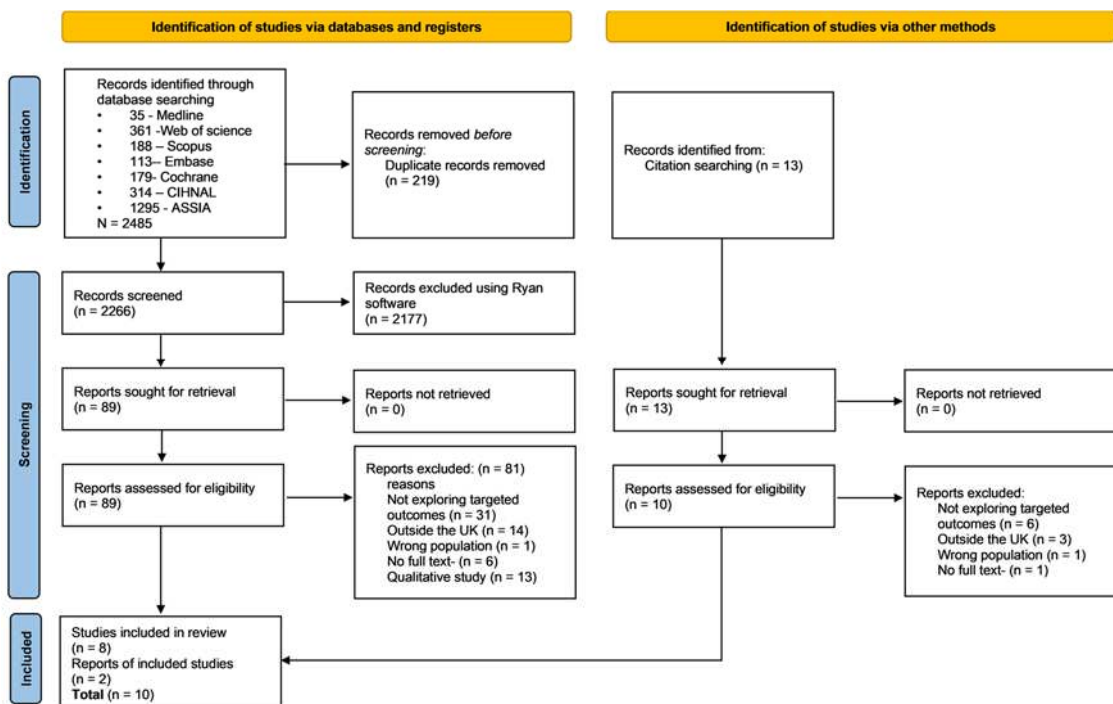 Identification of studies via databases and registers
Identification of studies via other methods
Identification
Records identified through
database searching
• 35 - Medline
• 361 -Web of science
• 188 – Scopus
• 113– Embase
• 179- Cochrane
• 314 – CIHNAL
• 1295 - ASSIA
N = 2485
Records removed before
screening:
Duplicate records removed
(n = 219)
Records identified from:
Citation searching (n = 13)
Screening
Records screened
(n = 2266)
Records excluded using Ryan
software
(n = 2177)
Reports sought for retrieval
(n = 89)
Reports not retrieved
(n = 0)
Reports sought for retrieval
(n = 13)
Reports not retrieved
(n = 0)
Reports assessed for eligibility
(n = 89)
Reports excluded: (n = 81)
reasons
Not exploring targeted
outcomes (n = 31)
Outside the UK (n = 14)
Wrong population (n = 1)
No full text- (n = 6)
Qualitative study (n = 13)
Reports assessed for eligibility
(n = 10)
Reports excluded:
Not exploring targeted
outcomes (n = 6)
Outside the UK (n = 3)
Wrong population (n = 1)
No full text- (n = 1)
Included
Studies included in review
(n = 8)
Reports of included studies
(n = 2)
Total (n = 10)